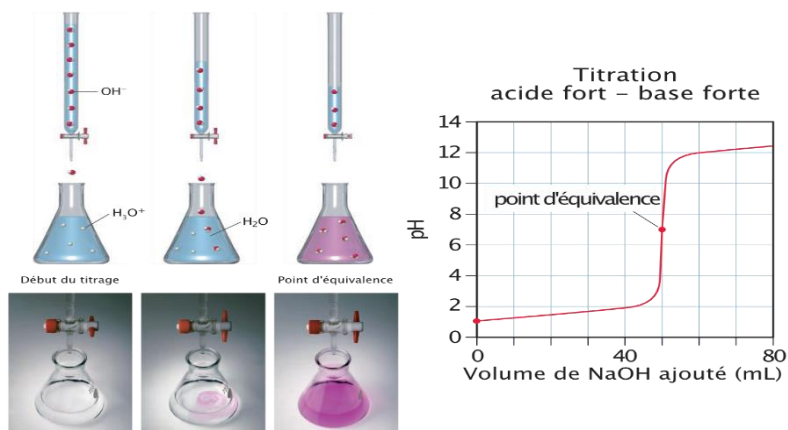 OH⁻
H₃O⁺
H₂O
Début du titrage
Point d'équivalence
Titration
acide fort – base forte
14
12
10
8
6
4
2
0
pH
point d'équivalence
0
40
80
Volume de NaOH ajouté (mL)